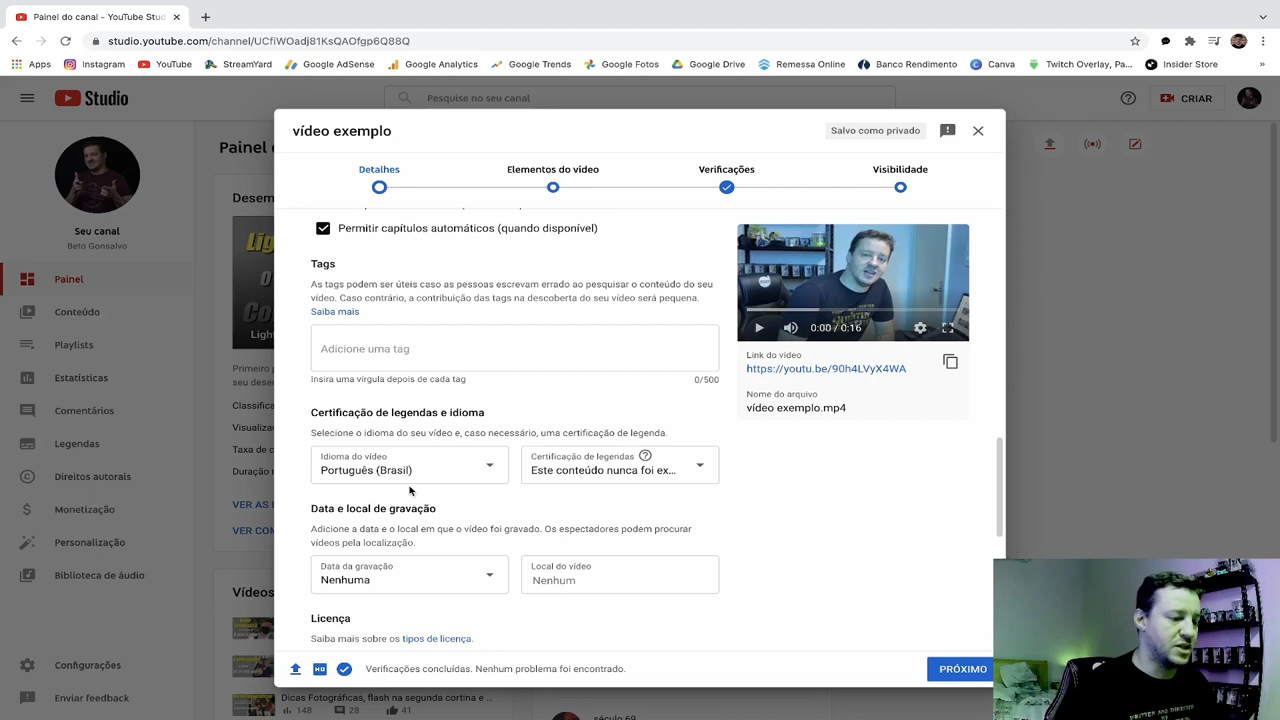 Painel do canal - YouTube Stud
studio.youtube.com/channel/UCfiWOadj81KsQAOfgp6Q88Q
Apps Instagram YouTube StreamYard Google AdSense Google Analytics Google Trends Google Fotos Google Drive Remessa Online Banco Rendimento Canva Twitch Overlay, Pa... Insider Store »
Studio
Pesquise no seu canal
CRIAR
Seu canal
Beto Gonsalvo
Painel
Conteúdo
Playlists
Estatísticas
Comentários
Legendas
Direitos autorais
Monetização
Personalização
Biblioteca de áudio
Configurações
Enviar feedback
Painel
Desem
Primeiro
Classifica
Visualiza
Taxa de c
Duração
VER AS
VER CO
Vídeos
Dicas Fotográficas, flash na segunda cortina e ...
148 28 41
século 69
vídeo exemplo
Salvo como privado
Detalhes
Elementos do vídeo
Verificações
Visibilidade
Permitir capítulos automáticos (quando disponível)
Tags
As tags podem ser úteis caso as pessoas escrevam errado ao pesquisar o conteúdo do seu
vídeo. Caso contrário, a contribuição das tags na descoberta do seu vídeo será pequena.
Saiba mais
Adicione uma tag
Insira uma vírgula depois de cada tag
0/500
Certificação de legendas e idioma
Selecione o idioma do seu vídeo e, caso necessário, uma certificação de legenda.
Idioma do vídeo
Português (Brasil)
Certificação de legendas
Este conteúdo nunca foi ex...
Data e local de gravação
Adicione a data e o local em que o vídeo foi gravado. Os espectadores podem procurar
vídeos pela localização.
Data da gravação
Nenhuma
Local do vídeo
Nenhum
Licença
Saiba mais sobre os tipos de licença.
0:00 / 0:16
Link do vídeo
https://youtu.be/90h4LVyX4WA
Nome do arquivo
vídeo exemplo.mp4
HD
Verificações concluídas. Nenhum problema foi encontrado.
PRÓXIMO